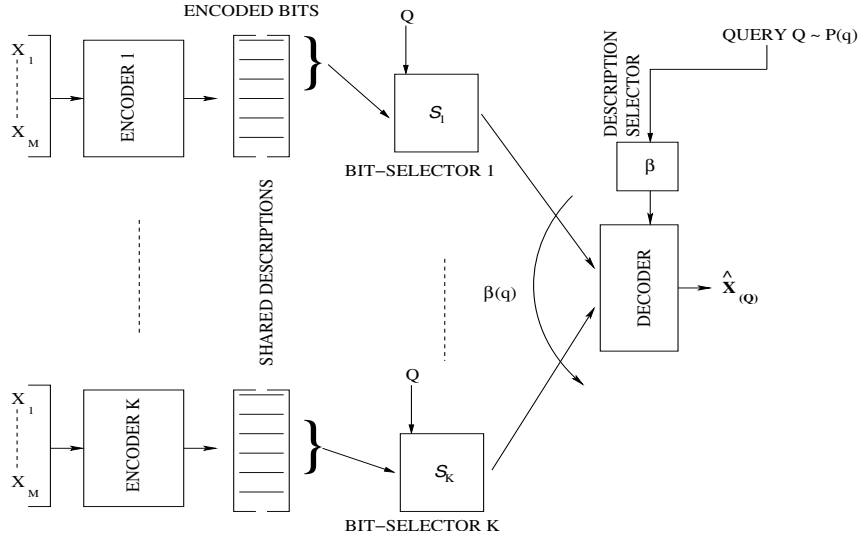 ENCODED BITS
Q
QUERY Q ~ P(q)
X 1
X M
ENCODER 1
S1
BIT−SELECTOR 1
DESCRIPTION
SELECTOR
β
SHARED DESCRIPTIONS
β(q)
DECODER
X̂ (Q)
Q
X 1
X M
ENCODER K
SK
BIT−SELECTOR K